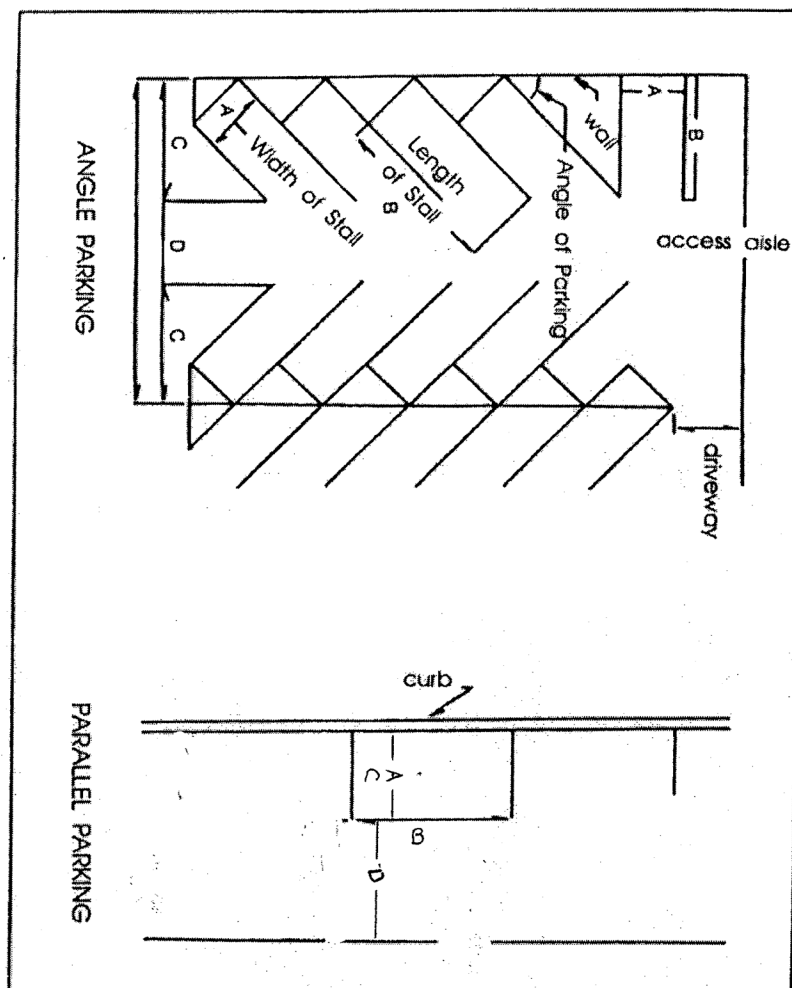 A
B
wall
A
Width of Stall
Length
of Stall
B
Angle of Parking
access aisle
C
D
C
ANGLE PARKING
driveway
curb
A
C
B
D
PARALLEL PARKING